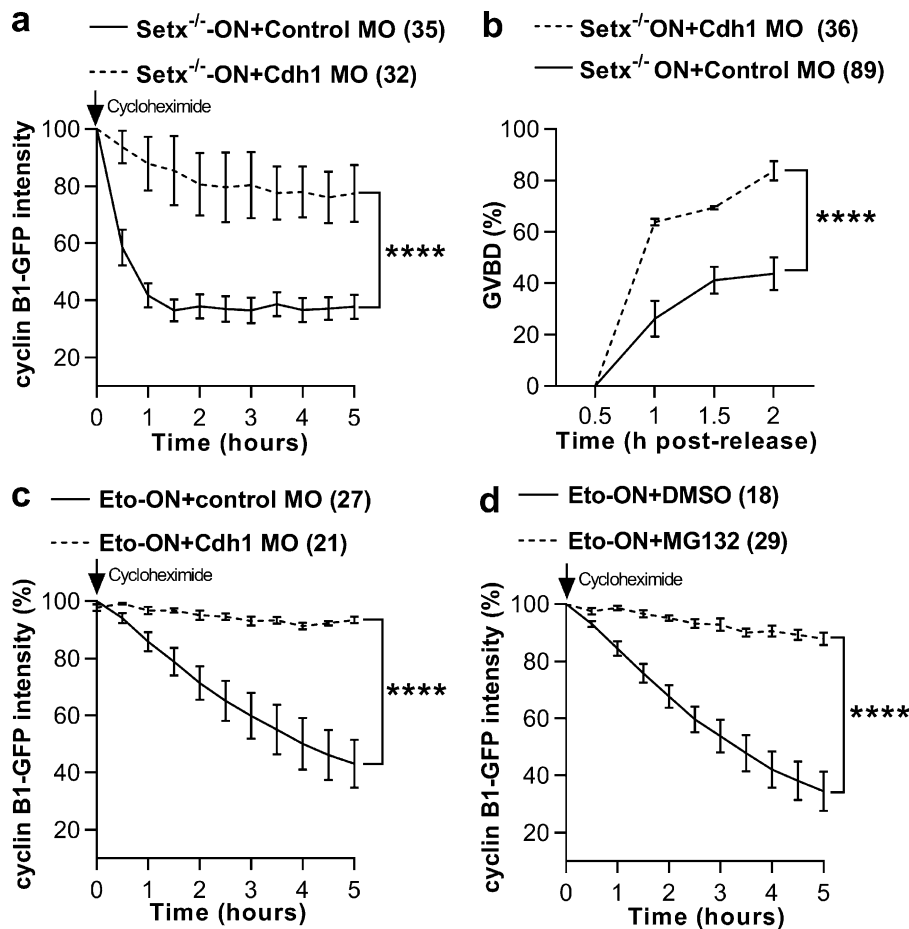 a
Setx-/--ON+Control MO (35)
Setx-/--ON+Cdh1 MO (32)
Cycloheximide
cyclin B1-GFP intensity
100
80
60
40
20
0 1 2 3 4 5
Time (hours)
****
b
Setx-/-ON+Cdh1 MO (36)
Setx-/- ON+Control MO (89)
GVBD (%)
100
80
60
40
20
0
0.5 1 1.5 2
Time (h post-release)
****
c
Eto-ON+control MO (27)
Eto-ON+Cdh1 MO (21)
Cycloheximide
cyclin B1-GFP intensity (%)
100
80
60
40
20
0 1 2 3 4 5
Time (hours)
****
d
Eto-ON+DMSO (18)
Eto-ON+MG132 (29)
Cycloheximide
cyclin B1-GFP intensity (%)
100
80
60
40
20
0 1 2 3 4 5
Time (hours)
****